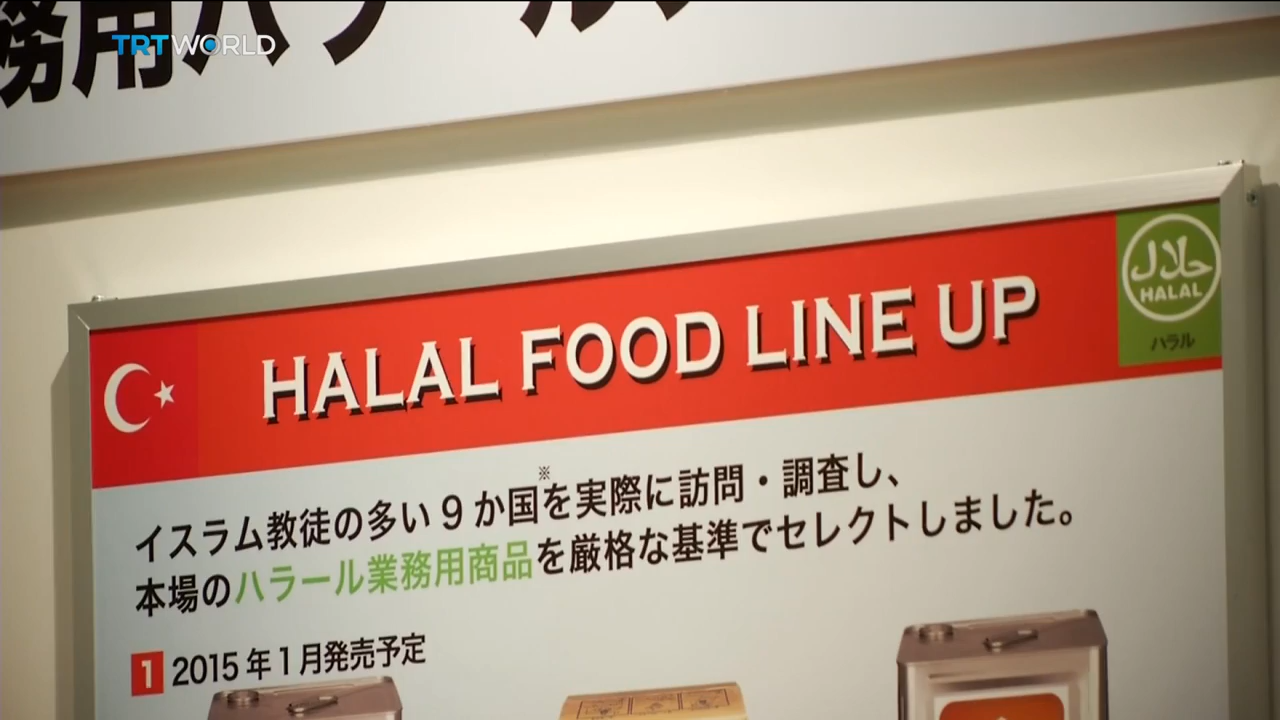 務用ハラール
TRT WORLD
HALAL FOOD LINE UP
حلال
HALAL
ハラル
イスラム教徒の多い9か国※を実際に訪問・調査し、
本場のハラール業務用商品を厳格な基準でセレクトしました。
1 2015年1月発売予定